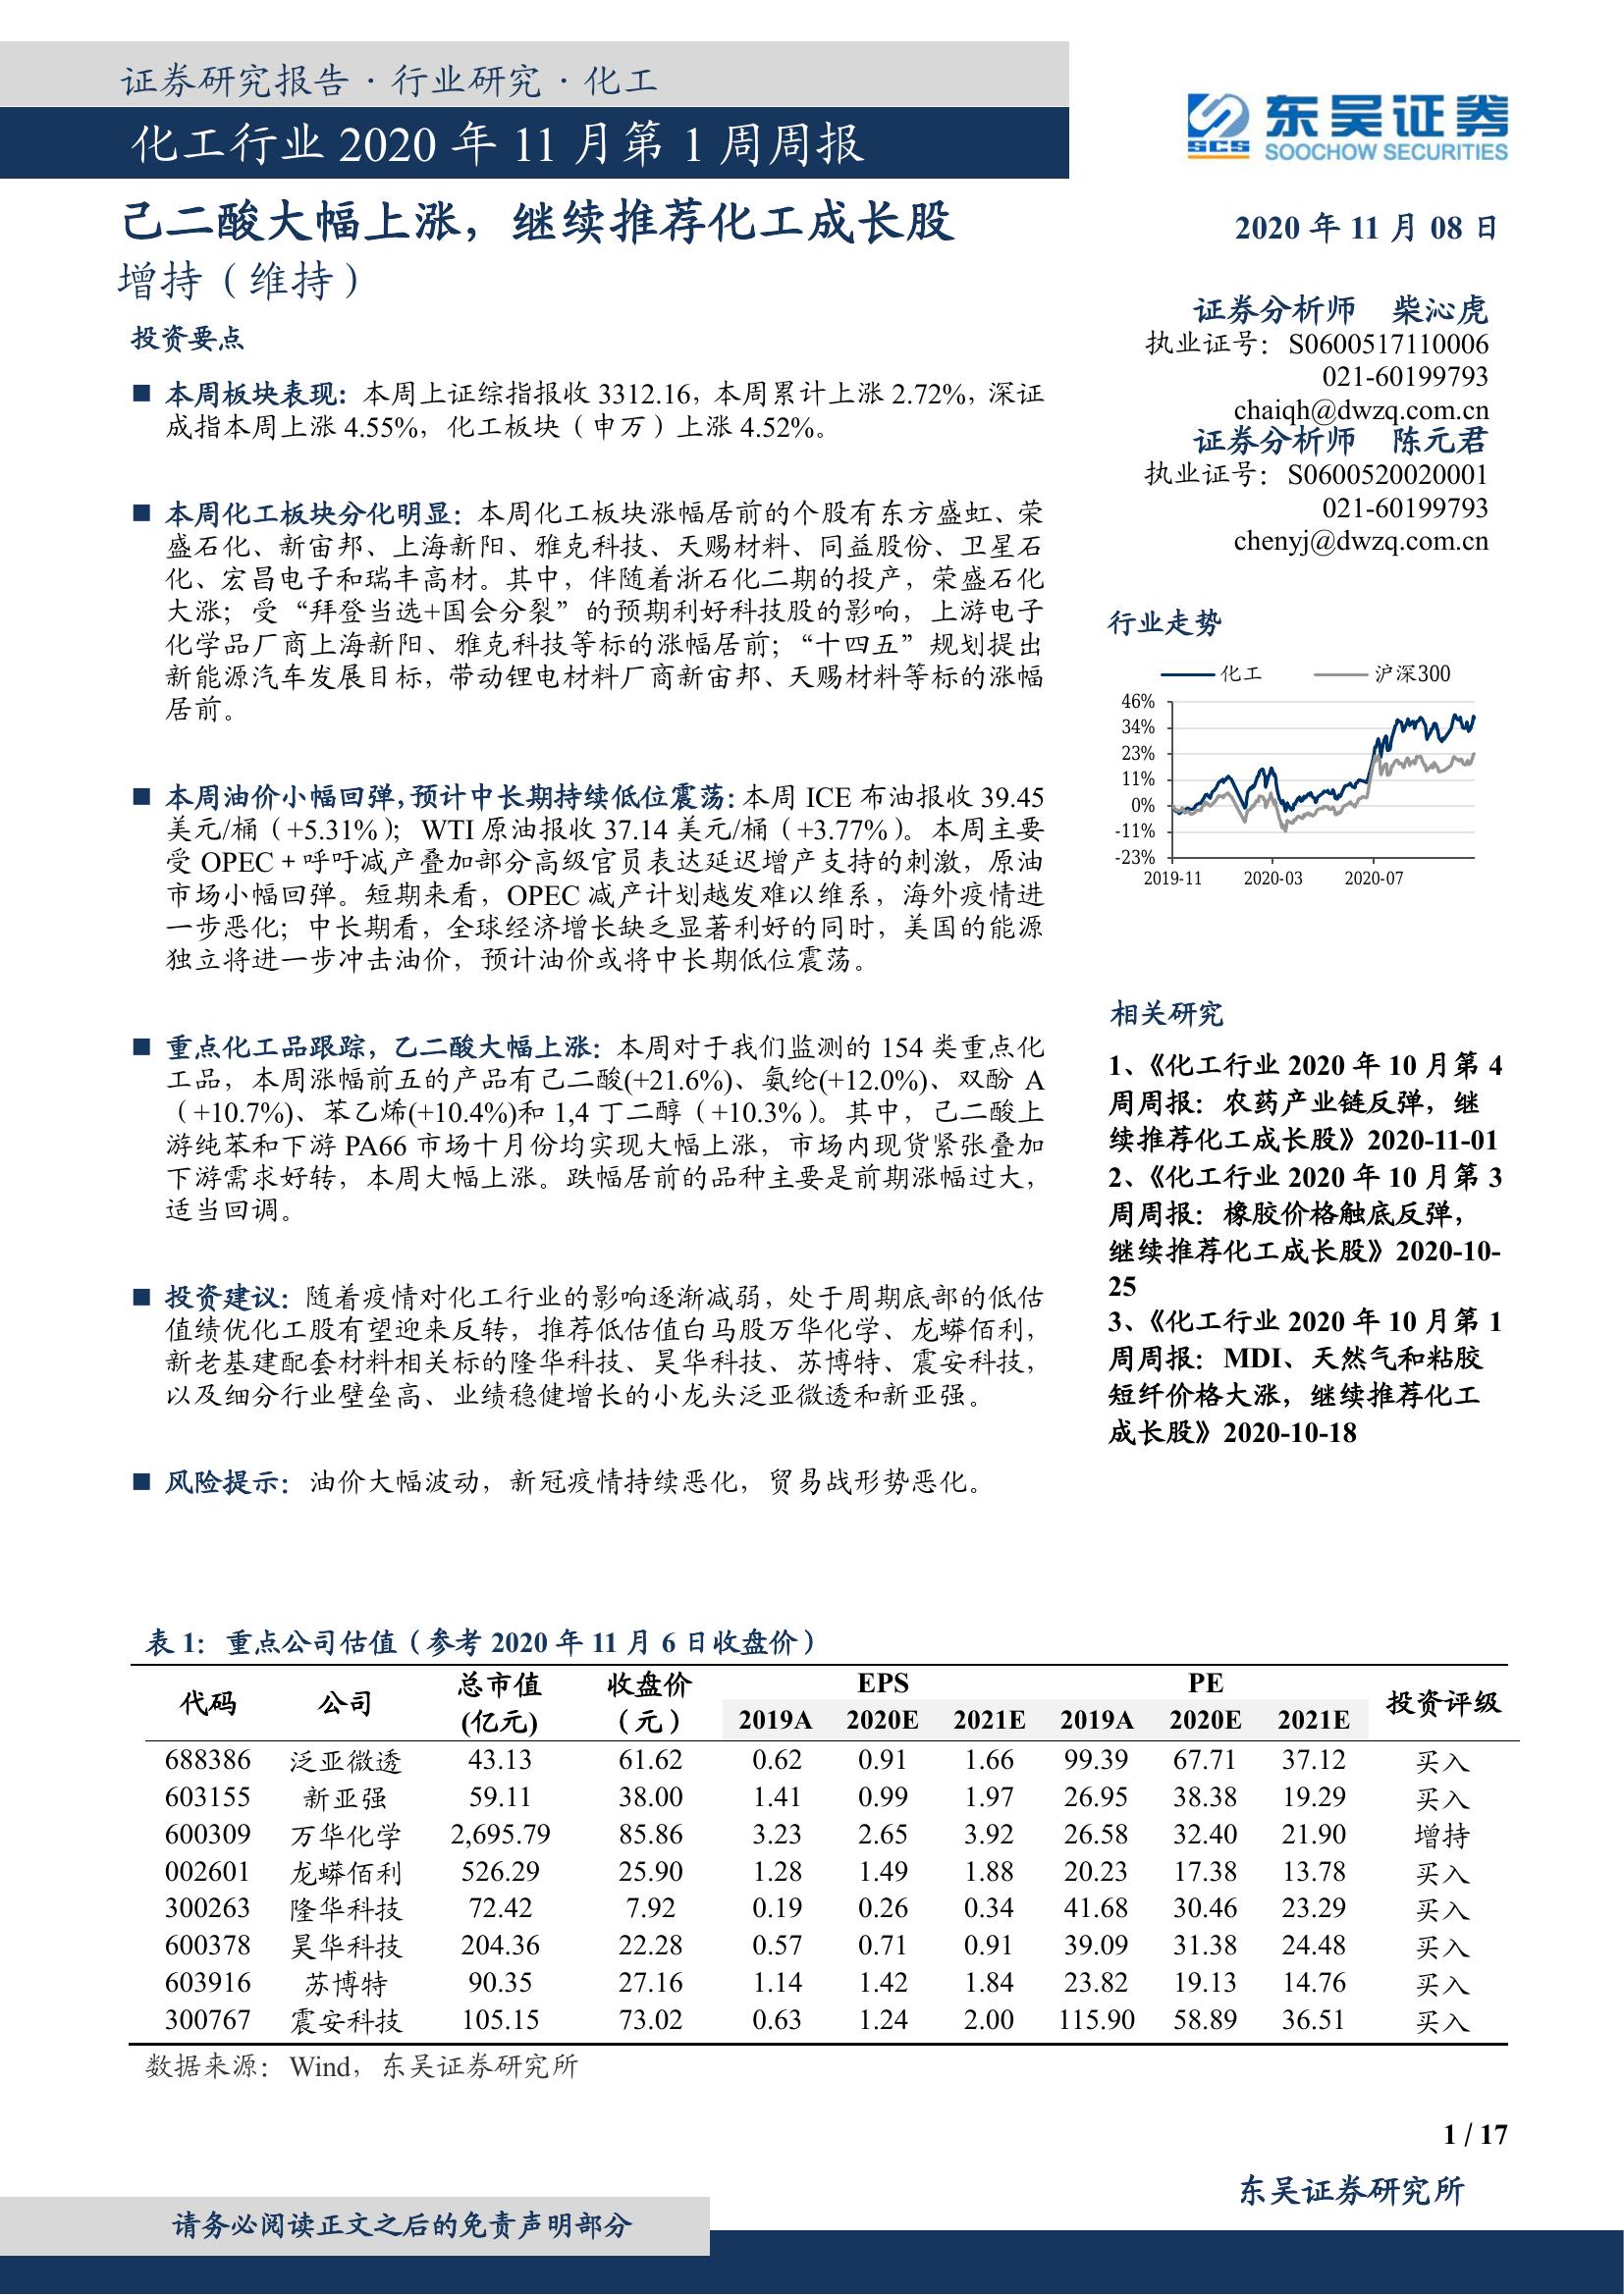 证券研究报告 · 行业研究 · 化工
化工行业 2020 年 11 月第 1 周周报
SCS 东吴证券
SOOCHOW SECURITIES
己二酸大幅上涨，继续推荐化工成长股
增持（维持）
2020 年 11 月 08 日
投资要点
■ 本周板块表现：本周上证综指报收 3312.16，本周累计上涨 2.72%，深证
成指本周上涨 4.55%，化工板块（申万）上涨 4.52%。
■ 本周化工板块分化明显：本周化工板块涨幅居前的个股有东方盛虹、荣
盛石化、新宙邦、上海新阳、雅克科技、天赐材料、同益股份、卫星石
化、宏昌电子和瑞丰高材。其中，伴随着浙石化二期的投产，荣盛石化
大涨；受“拜登当选+国会分裂”的预期利好科技股的影响，上游电子
化学品厂商上海新阳、雅克科技等标的涨幅居前；“十四五”规划提出
新能源汽车发展目标，带动锂电材料厂商新宙邦、天赐材料等标的涨幅
居前。
■ 本周油价小幅回弹，预计中长期持续低位震荡：本周 ICE 布油报收 39.45
美元/桶（+5.31%）；WTI 原油报收 37.14 美元/桶（+3.77%）。本周主要
受 OPEC＋呼吁减产叠加部分高级官员表达延迟增产支持的刺激，原油
市场小幅回弹。短期来看，OPEC 减产计划越发难以维系，海外疫情进
一步恶化；中长期看，全球经济增长缺乏显著利好的同时，美国的能源
独立将进一步冲击油价，预计油价或将中长期低位震荡。
■ 重点化工品跟踪，乙二酸大幅上涨：本周对于我们监测的 154 类重点化
工品，本周涨幅前五的产品有己二酸(+21.6%)、氨纶(+12.0%)、双酚 A
（+10.7%)、苯乙烯(+10.4%)和 1,4 丁二醇（+10.3%）。其中，己二酸上
游纯苯和下游 PA66 市场十月份均实现大幅上涨，市场内现货紧张叠加
下游需求好转，本周大幅上涨。跌幅居前的品种主要是前期涨幅过大，
适当回调。
■ 投资建议：随着疫情对化工行业的影响逐渐减弱，处于周期底部的低估
值绩优化工股有望迎来反转，推荐低估值白马股万华化学、龙蟒佰利，
新老基建配套材料相关标的隆华科技、昊华科技、苏博特、震安科技，
以及细分行业壁垒高、业绩稳健增长的小龙头泛亚微透和新亚强。
■ 风险提示：油价大幅波动，新冠疫情持续恶化，贸易战形势恶化。
证券分析师 柴沁虎
执业证号：S0600517110006
021-60199793
chaiqh@dwzq.com.cn
证券分析师 陈元君
执业证号：S0600520020001
021-60199793
chenyj@dwzq.com.cn
行业走势
化工 沪深300
46%
34%
23%
11%
0%
-11%
-23%
2019-11 2020-03 2020-07
相关研究
1、《化工行业 2020 年 10 月第 4
周周报：农药产业链反弹，继
续推荐化工成长股》2020-11-01
2、《化工行业 2020 年 10 月第 3
周周报：橡胶价格触底反弹，
继续推荐化工成长股》2020-10-
25
3、《化工行业 2020 年 10 月第 1
周周报：MDI、天然气和粘胶
短纤价格大涨，继续推荐化工
成长股》2020-10-18
表 1：重点公司估值（参考 2020 年 11 月 6 日收盘价）
代码 公司 总市值(亿元) 收盘价（元） EPS PE 投资评级
2019A 2020E 2021E 2019A 2020E 2021E
688386 泛亚微透 43.13 61.62 0.62 0.91 1.66 99.39 67.71 37.12 买入
603155 新亚强 59.11 38.00 1.41 0.99 1.97 26.95 38.38 19.29 买入
600309 万华化学 2,695.79 85.86 3.23 2.65 3.92 26.58 32.40 21.90 增持
002601 龙蟒佰利 526.29 25.90 1.28 1.49 1.88 20.23 17.38 13.78 买入
300263 隆华科技 72.42 7.92 0.19 0.26 0.34 41.68 30.46 23.29 买入
600378 昊华科技 204.36 22.28 0.57 0.71 0.91 39.09 31.38 24.48 买入
603916 苏博特 90.35 27.16 1.14 1.42 1.84 23.82 19.13 14.76 买入
300767 震安科技 105.15 73.02 0.63 1.24 2.00 115.90 58.89 36.51 买入
数据来源：Wind，东吴证券研究所
1 / 17
东吴证券研究所
请务必阅读正文之后的免责声明部分